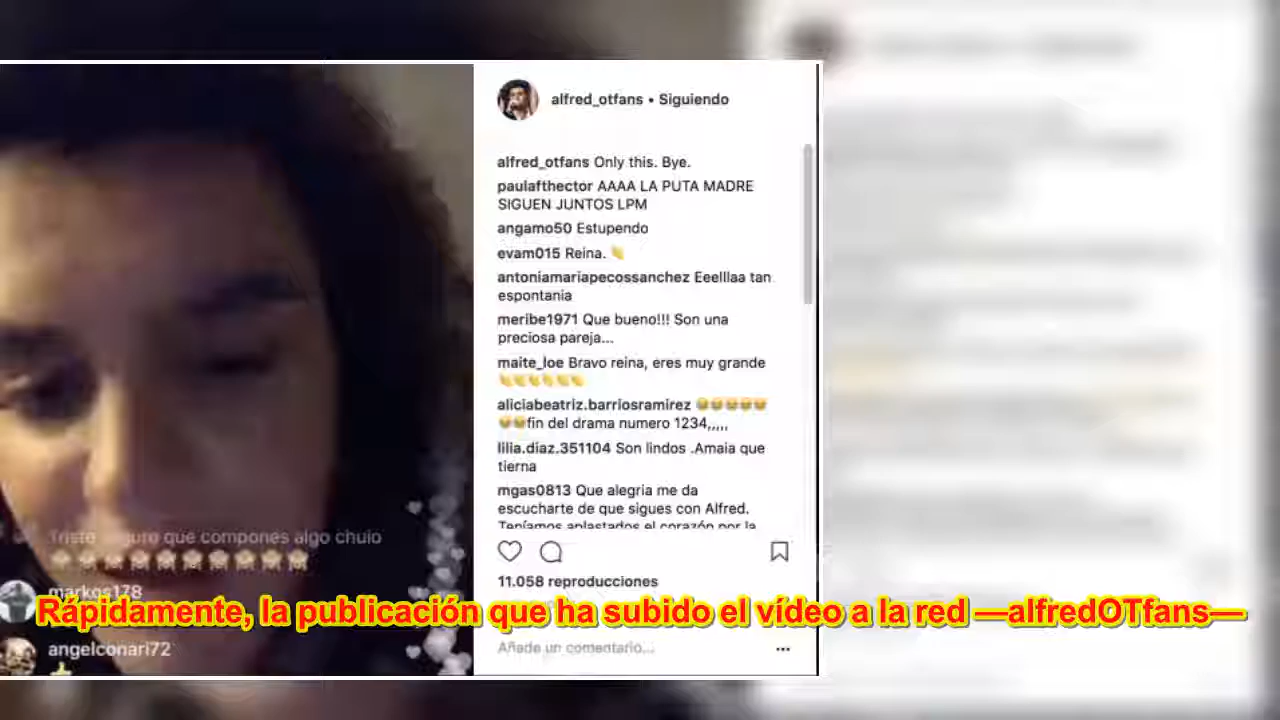 alfred_otfans • Siguiendo
alfred_otfans Only this. Bye.
paulafthector AAAA LA PUTA MADRE
SIGUEN JUNTOS LPM
angamo50 Estupendo
evam015 Reina. 👏
antoniamariapecossanchez Eeelllaa tan
espontania
meribe1971 Que bueno!!! Son una
preciosa pareja...
maite_loe Bravo reina, eres muy grande
👏👏👏👏👏👏
aliciabeatriz.barriosramirez 😂😂😂😂😂
😂😂fin del drama numero 1234,,,,,
lilia.diaz.351104 Son lindos .Amaia que
tierna
mgas0813 Que alegria me da
escucharte de que sigues con Alfred.
Teníamos aplastados el corazón por la
Triste seguro que compones algo chulo
🙈🙈🙈🙈🙈🙈🙈🙈🙈🙈
11.058 reproducciones
markos178
Rápidamente, la publicación que ha subido el vídeo a la red —alfredOTfans—
angelconari72
Añade un comentario...